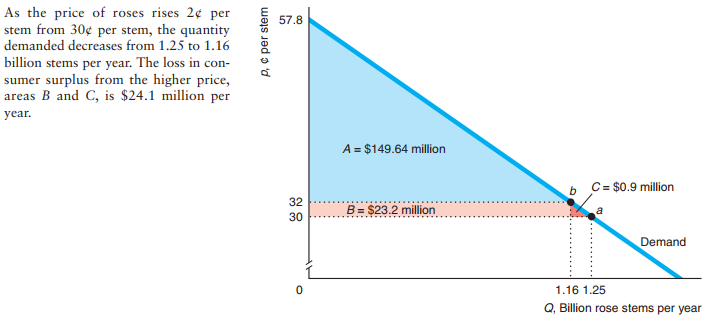 As the price of roses rises 2¢ per
stem from 30¢ per stem, the quantity
demanded decreases from 1.25 to 1.16
billion stems per year. The loss in con-
sumer surplus from the higher price,
areas B and C, is $24.1 million per
year.
p, ¢ per stem
57.8
A = $149.64 million
b
C = $0.9 million
32
B = $23.2 million
a
30
Demand
0
1.16 1.25
Q, Billion rose stems per year